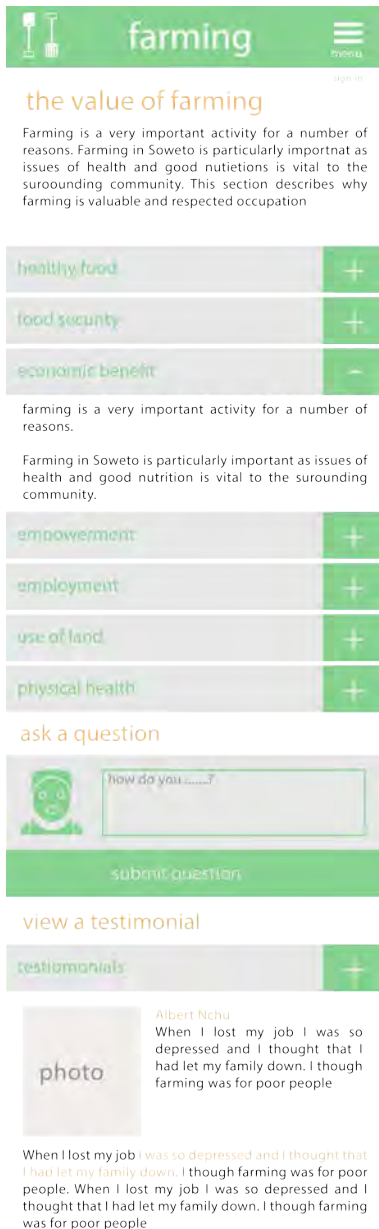 farming
menu
sign in
the value of farming
Farming is a very important activity for a number of
reasons. Farming in Soweto is particularly importnat as
issues of health and good nutietions is vital to the
suroounding community. This section describes why
farming is valuable and respected occupation
healthy food
food security
economic benefit
farming is a very important activity for a number of
reasons.
Farming in Soweto is particularly important as issues of
health and good nutrition is vital to the surounding
community.
empowerment
employment
use of land
physical health
ask a question
how do you ......?
submit question
view a testimonial
testiomonials
photo
Albert Nchu
When I lost my job I was so
depressed and I thought that I
had let my family down. I though
farming was for poor people
When I lost my job I was so depressed and I thought that
I had let my family down. I though farming was for poor
people. When I lost my job I was so depressed and I
thought that I had let my family down. I though farming
was for poor people